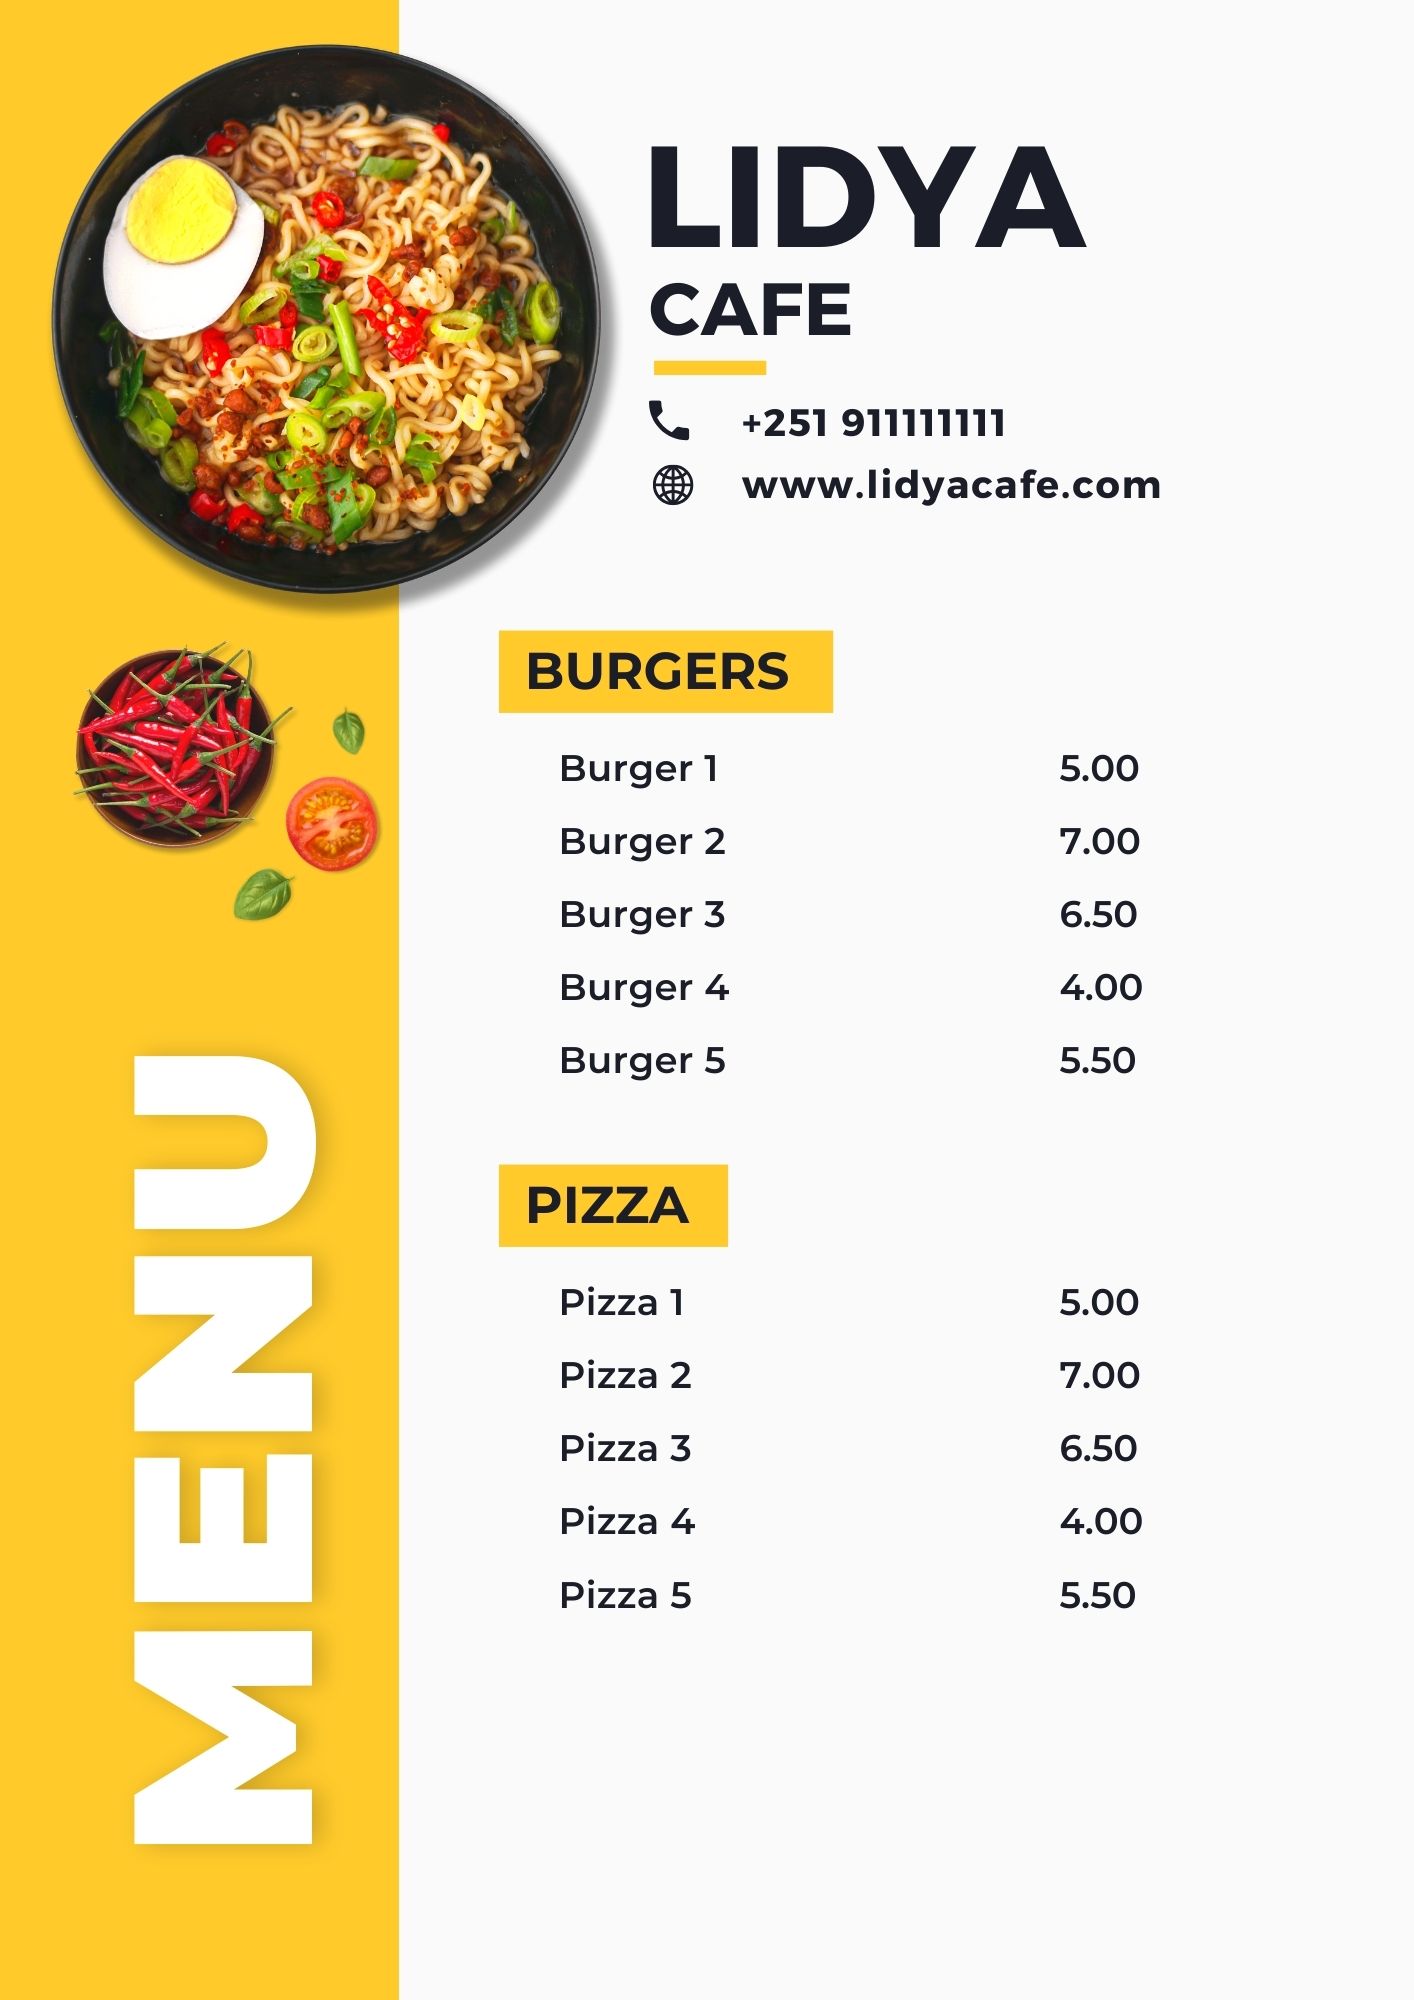 LIDYA
CAFE
+251 911111111
www.lidyacafe.com
BURGERS
Burger 1 5.00
Burger 2 7.00
Burger 3 6.50
Burger 4 4.00
Burger 5 5.50
PIZZA
Pizza 1 5.00
Pizza 2 7.00
Pizza 3 6.50
Pizza 4 4.00
Pizza 5 5.50
MENU